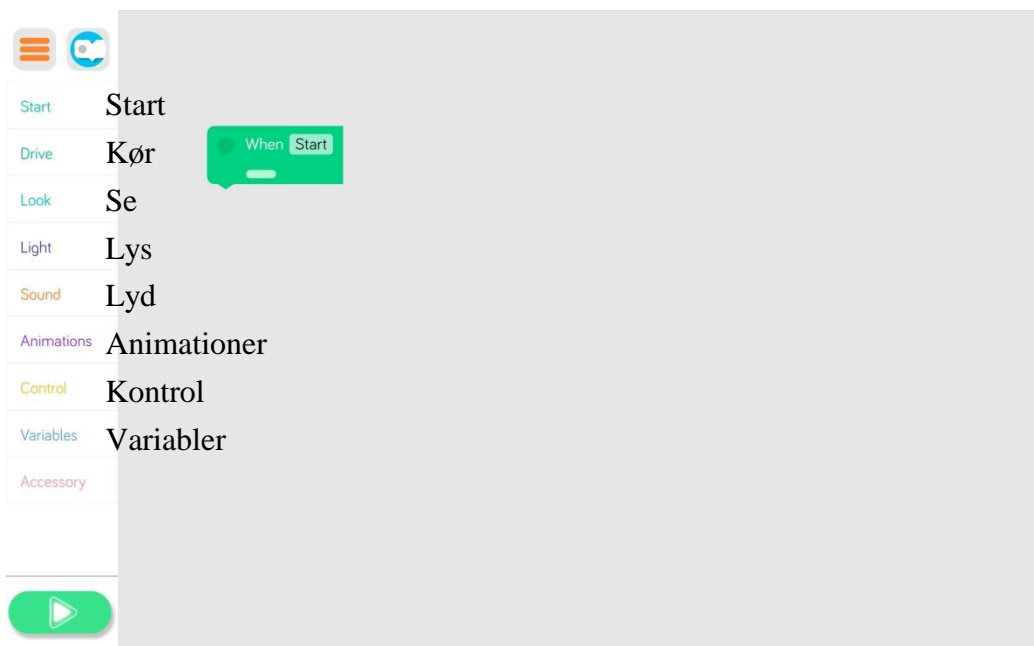 Start Start
When Start
Drive Kør
Look Se
Light Lys
Sound Lyd
Animations Animationer
Control Kontrol
Variables Variabler
Accessory